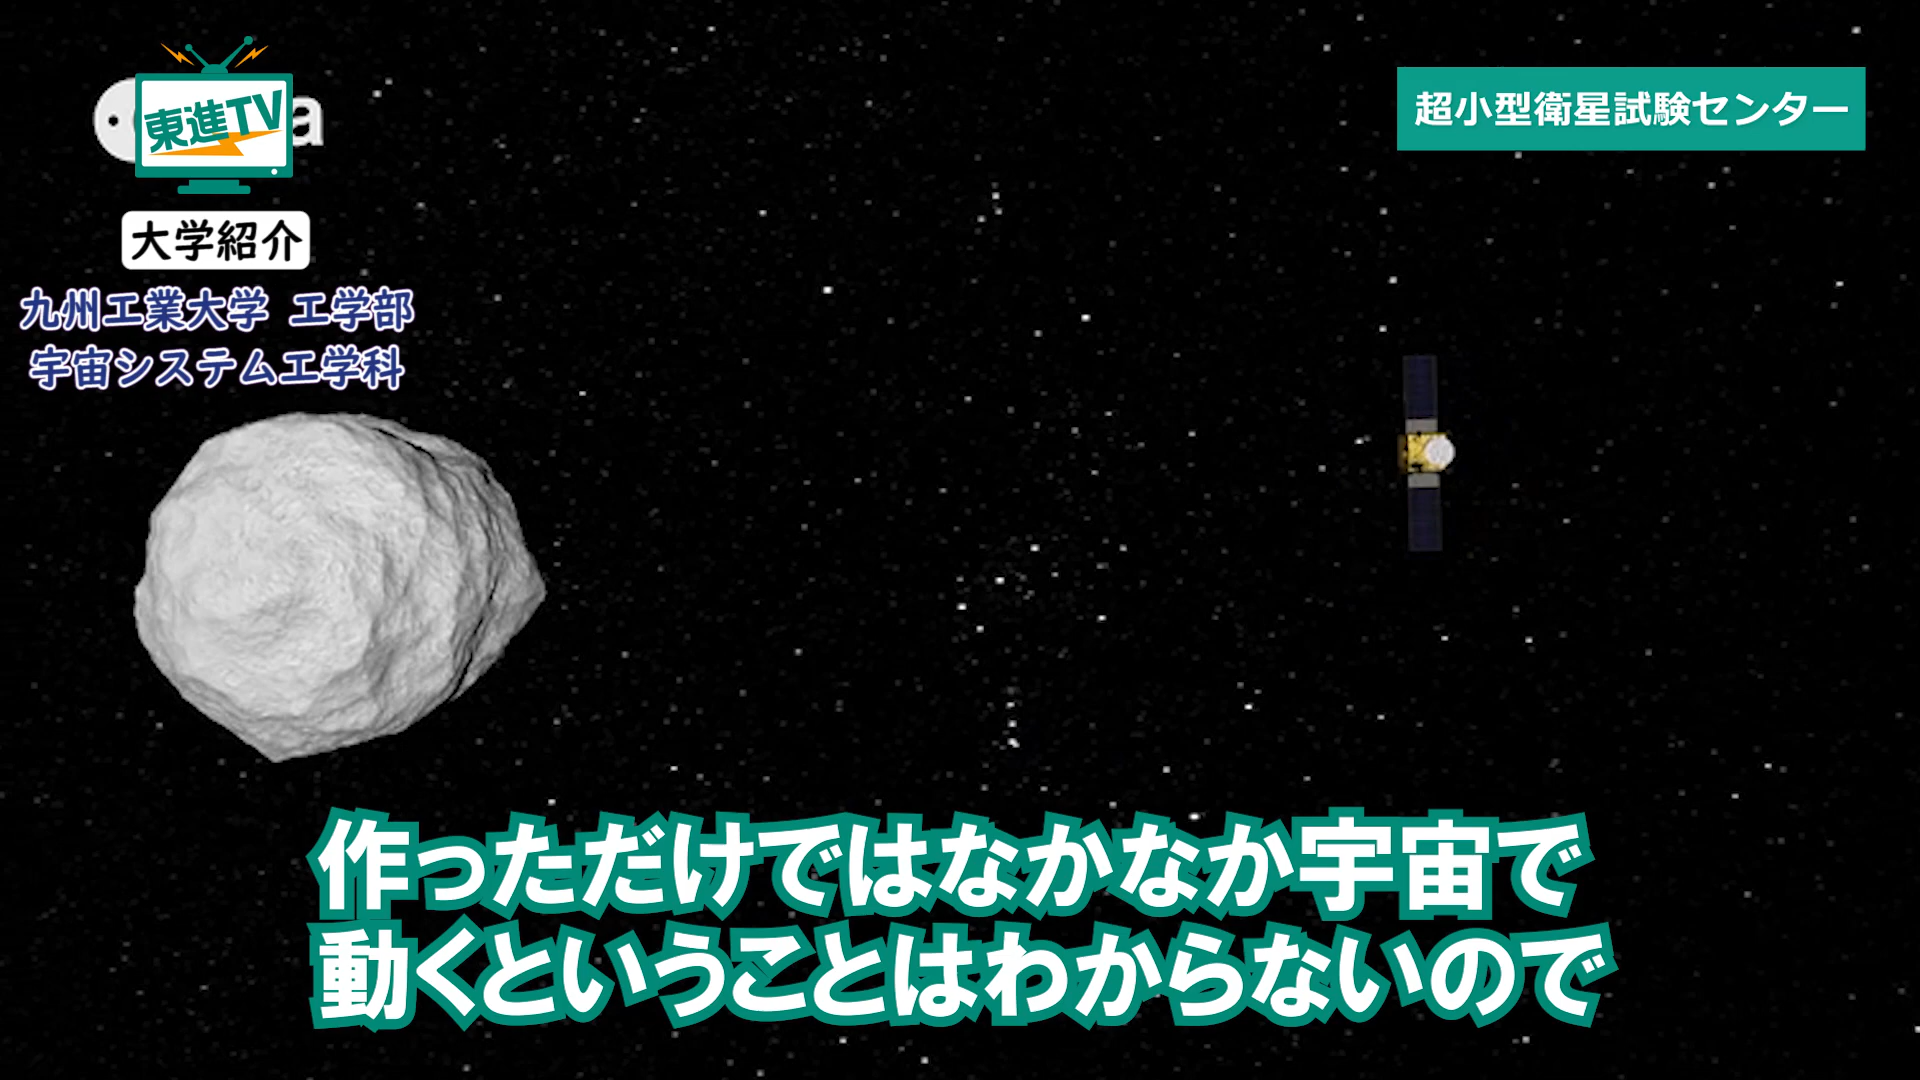 東進TV
超小型衛星試験センター
大学紹介
九州工業大学 工学部
宇宙システム工学科
作っただけではなかなか宇宙で
動くということはわからないので